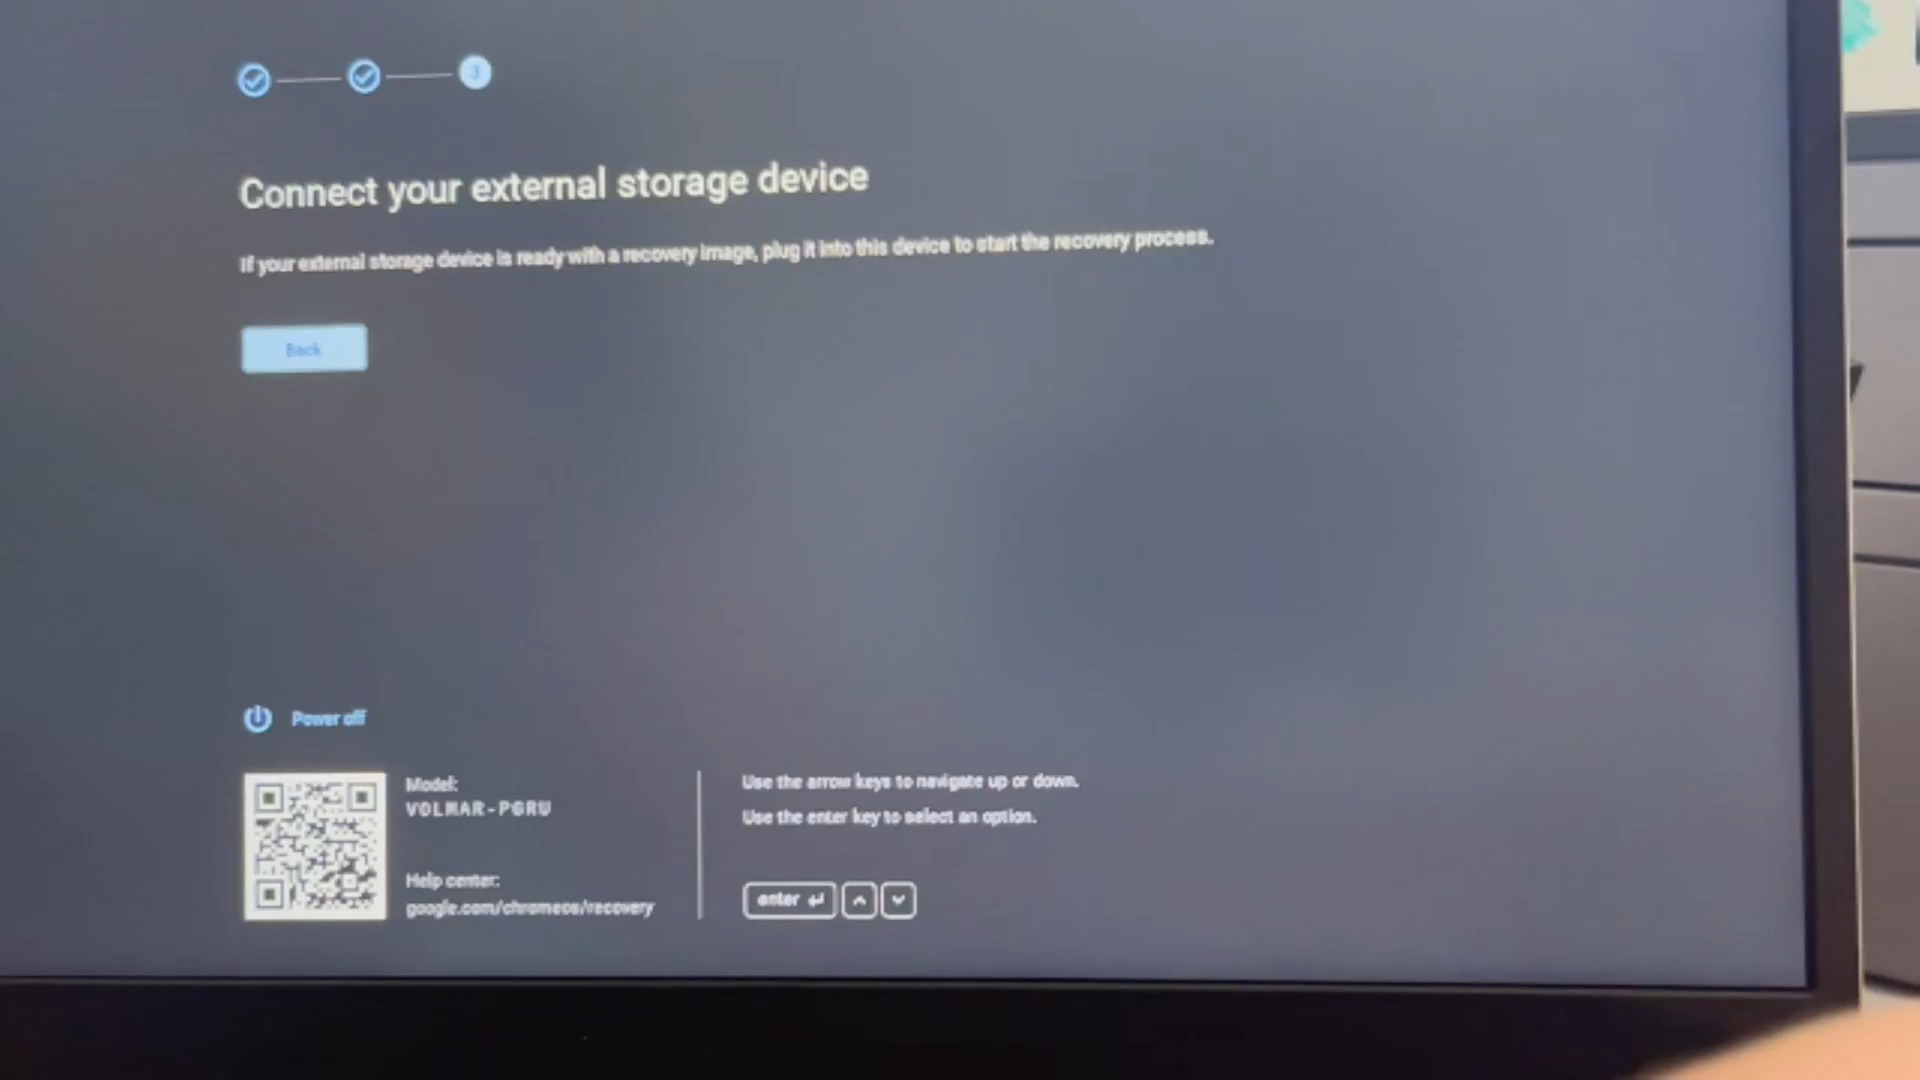 3
Connect your external storage device
If your external storage device is ready with a recovery image, plug it into this device to start the recovery process.
Back
Power off
Model:
VOLMAR-PGRU
Help center:
google.com/chromeos/recovery
Use the arrow keys to navigate up or down.
Use the enter key to select an option.
enter